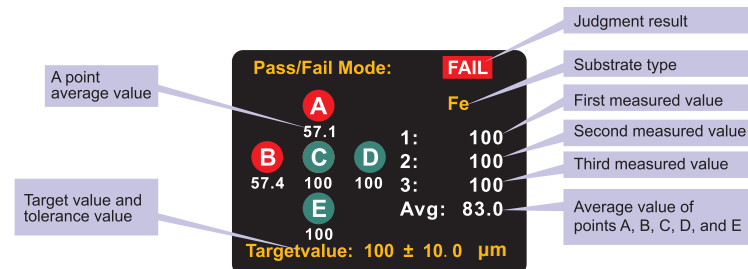 Judgment result
Pass/Fail Mode: FAIL
Substrate type
A point
average value
A
Fe
First measured value
57.1
1: 100
Second measured value
B C D
2: 100
Third measured value
57.4 100 100
3: 100
Target value and
tolerance value
E
Avg: 83.0
Average value of
points A, B, C, D, and E
100
Targetvalue: 100 ± 10.0 μm